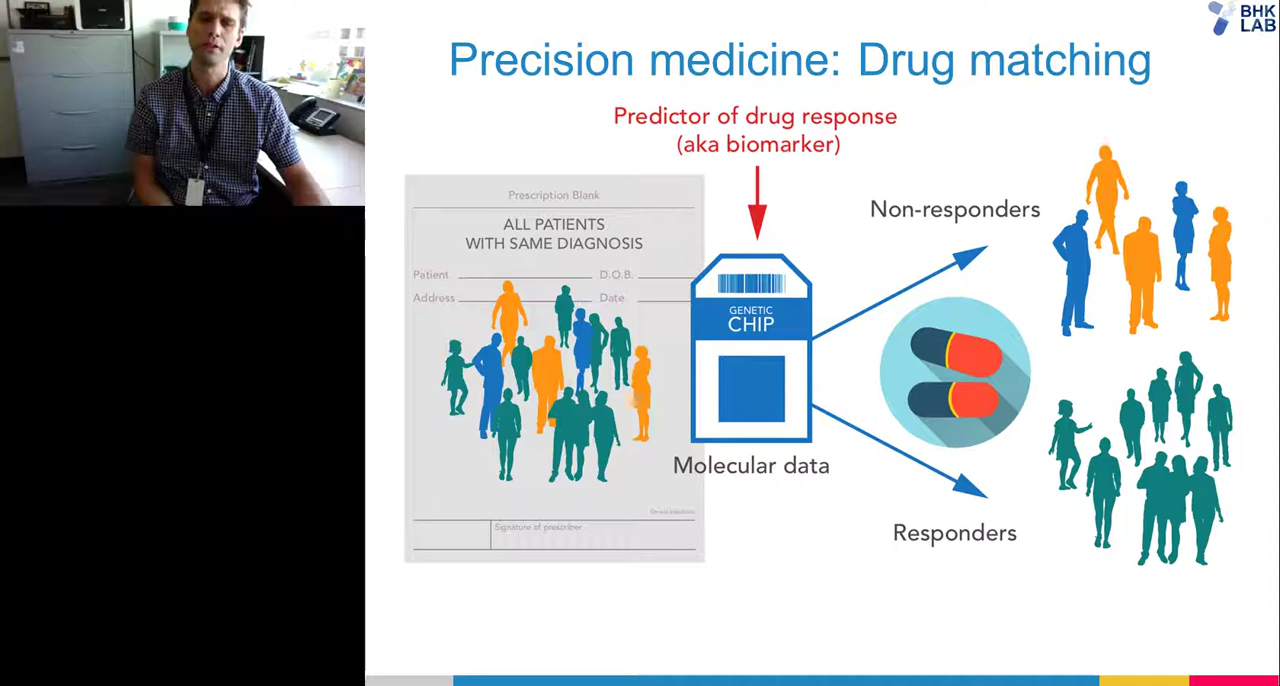 BHK
LAB
Precision medicine: Drug matching
Predictor of drug response
(aka biomarker)
Prescription Blank
ALL PATIENTS
WITH SAME DIAGNOSIS
Patient
D.O.B.
Address
Date
GENETIC
CHIP
Non-responders
Molecular data
Responders
Signature of prescriber